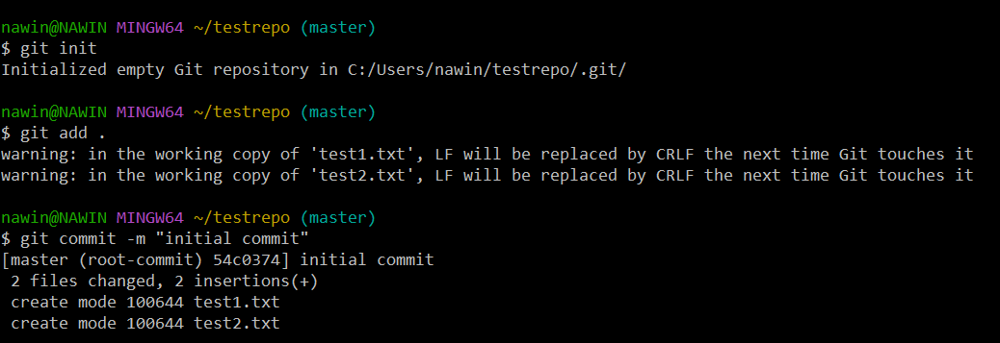 nawin@NAWIN MINGW64 ~/testrepo (master)
$ git init
Initialized empty Git repository in C:/Users/nawin/testrepo/.git/
nawin@NAWIN MINGW64 ~/testrepo (master)
$ git add .
warning: in the working copy of 'test1.txt', LF will be replaced by CRLF the next time Git touches it
warning: in the working copy of 'test2.txt', LF will be replaced by CRLF the next time Git touches it
nawin@NAWIN MINGW64 ~/testrepo (master)
$ git commit -m "initial commit"
[master (root-commit) 54c0374] initial commit
 2 files changed, 2 insertions(+)
 create mode 100644 test1.txt
 create mode 100644 test2.txt